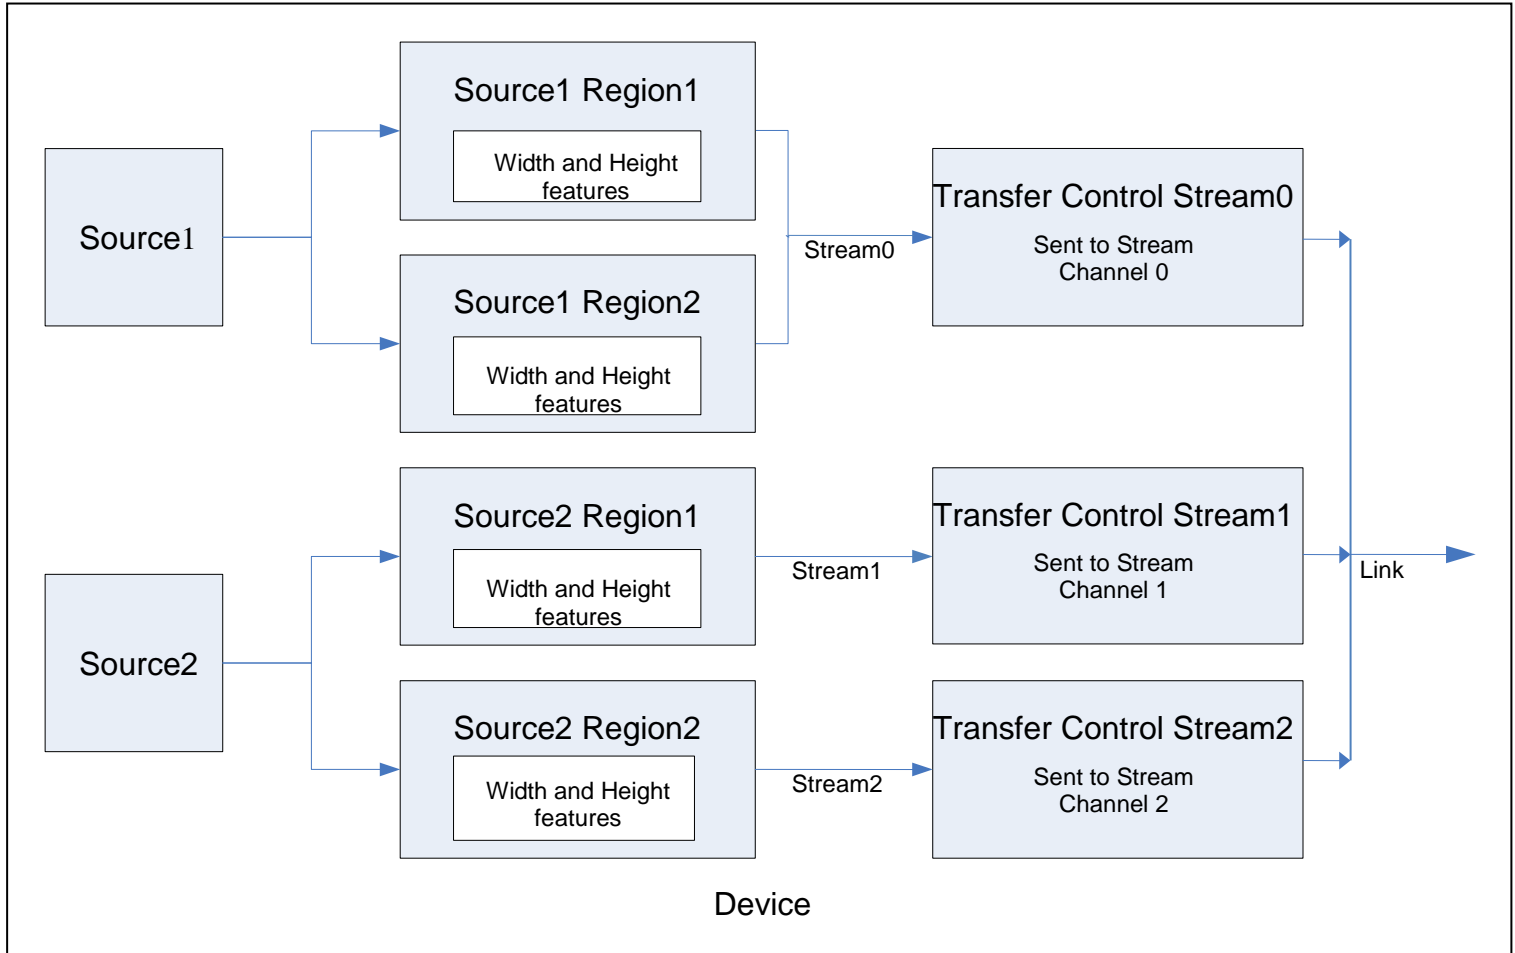 Source1
Source1 Region1
Width and Height
features
Source1 Region2
Width and Height
features
Stream0
Transfer Control Stream0
Sent to Stream
Channel 0
Source2
Source2 Region1
Width and Height
features
Stream1
Transfer Control Stream1
Sent to Stream
Channel 1
Source2 Region2
Width and Height
features
Stream2
Transfer Control Stream2
Sent to Stream
Channel 2
Link
Device